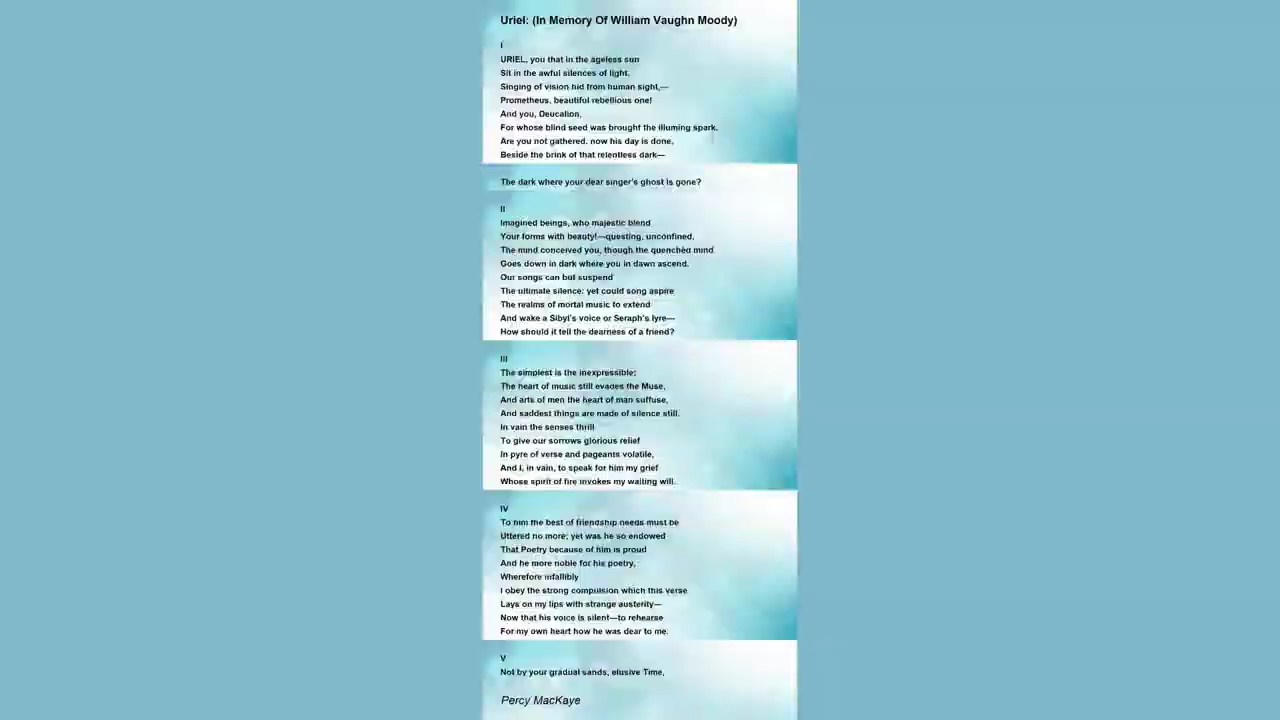 Uriel: (In Memory Of William Vaughn Moody)
I
URIEL, you that in the ageless sun
Sit in the awful silences of light,
Singing of vision hid from human sight,—
Prometheus, beautiful rebellious one!
And you, Deucalion,
For whose blind seed was brought the illuming spark,
Are you not gathered, now his day is done,
Beside the brink of that relentless dark—
The dark where your dear singer's ghost is gone?
II
Imagined beings, who majestic blend
Your forms with beauty!—questing, unconfined,
The mind conceived you, though the quenchèd mind
Goes down in dark where you in dawn ascend.
Our songs can but suspend
The ultimate silence: yet could song aspire
The realms of mortal music to extend
And wake a Sibyl's voice or Seraph's lyre—
How should it tell the dearness of a friend?
III
The simplest is the inexpressible;
The heart of music still evades the Muse,
And arts of men the heart of man suffuse,
And saddest things are made of silence still.
In vain the senses thrill
To give our sorrows glorious relief
In pyre of verse and pageants volatile,
And I, in vain, to speak for him my grief
Whose spirit of fire invokes my waiting will.
IV
To him the best of friendship needs must be
Uttered no more; yet was he so endowed
That Poetry because of him is proud
And he more noble for his poetry,
Wherefore infallibly
I obey the strong compulsion which this verse
Lays on my lips with strange austerity—
Now that his voice is silent—to rehearse
For my own heart how he was dear to me.
V
Not by your gradual sands, elusive Time,
Percy MacKaye